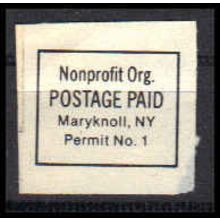 Nonprofit Org.
POSTAGE PAID
Maryknoll, NY
Permit No. 1